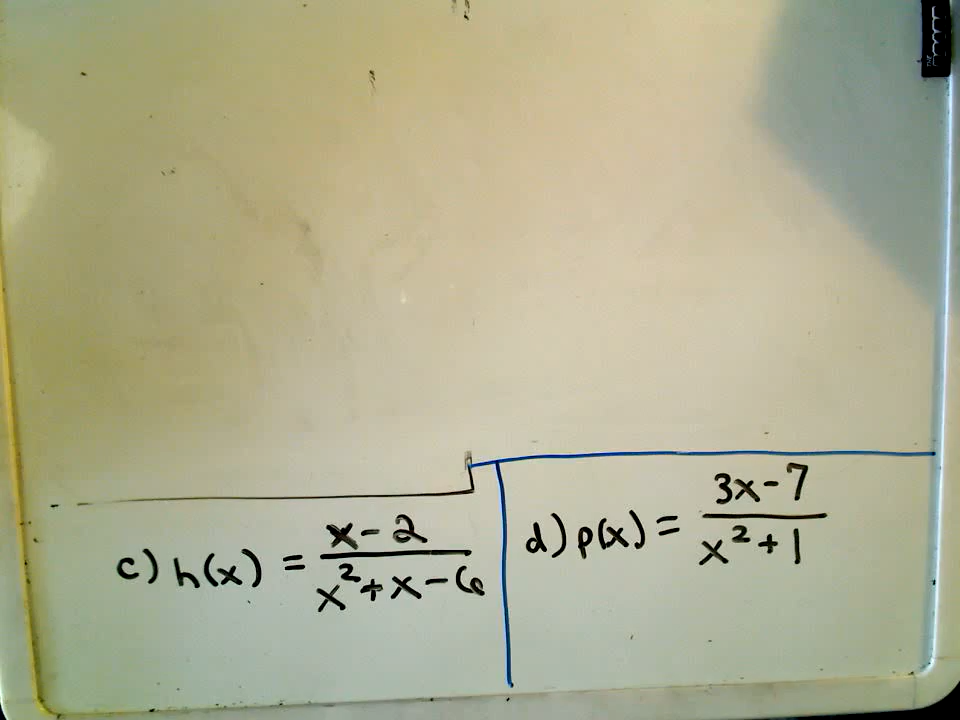 c) h(x) = (x-2)/(x²+x-6)
d) p(x) = (3x-7)/(x²+1)